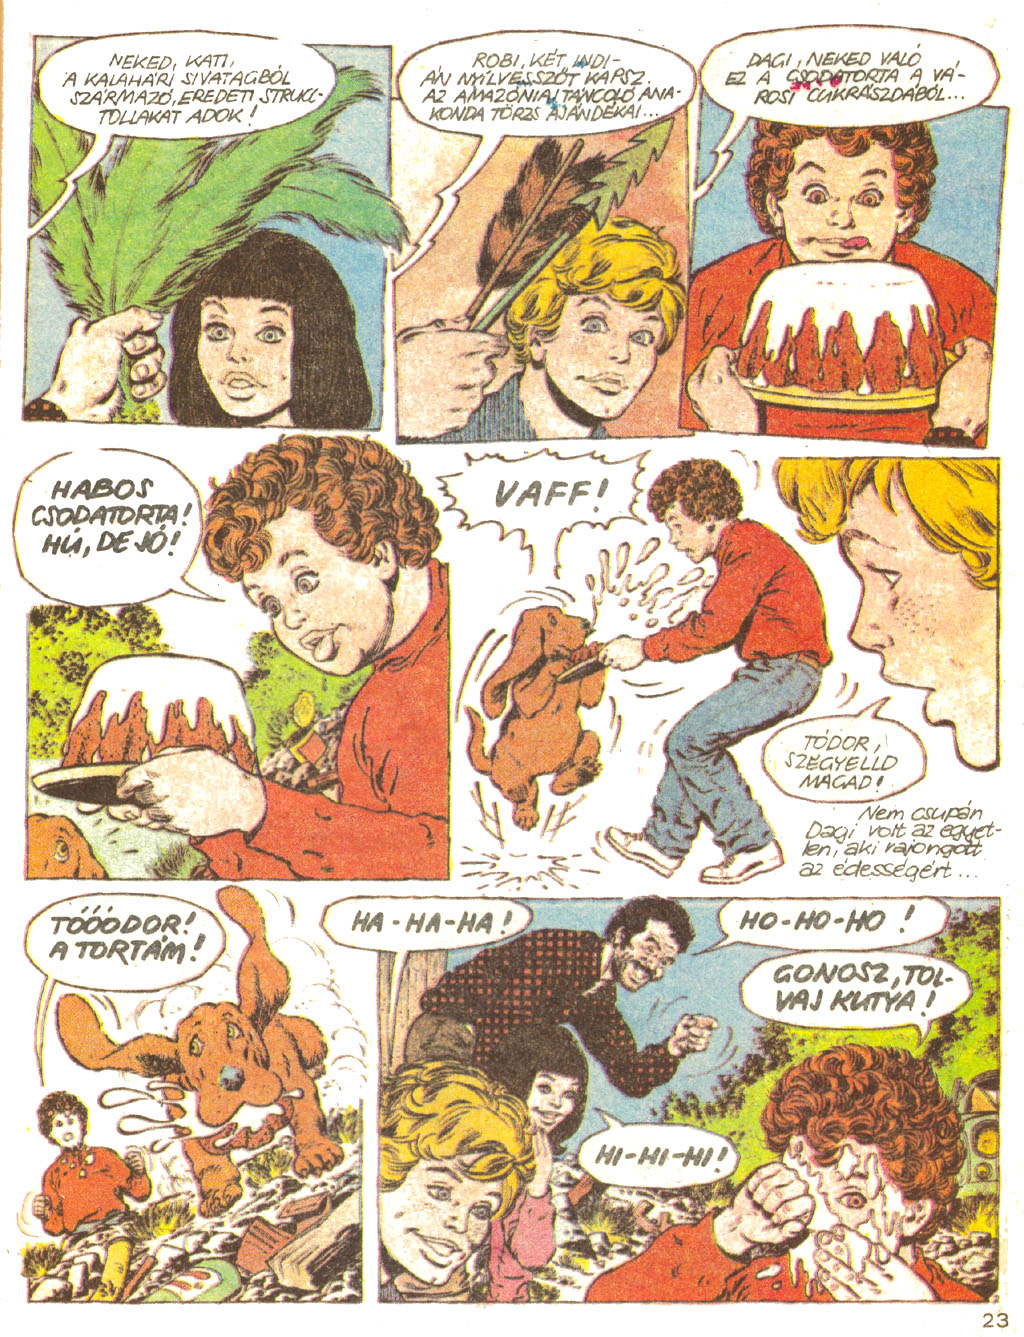 NEKED, KATI,
A KALAHÁRI SIVATAGBÓL
SZÁRMAZÓ, EREDETI STRUCC-
TOLLAKAT ADOK!
ROBI, KÉT INDI-
ÁN NYÍLVESSZŐT KAPSZ.
AZ AMAZÓNIAI TÁNCOLÓ ANA-
KONDA TÖRZS AJÁNDÉKAI...
DAGI, NEKED VALÓ
EZ A CSODATORTA A VÁ-
ROSI CUKRÁSZDÁBÓL...
HABOS
CSODATORTA!
HŰ, DE JÓ!
VAFF!
TÓDOR,
SZÉGYELLD
MAGAD!
Nem csupán
Dagi volt az egyet-
len, aki rajongott
az édességért...
TÓÓÓDOR!
A TORTÁM!
HA-HA-HA!
HO-HO-HO!
GONOSZ, TOL-
VAJ KUTYA!
HI-HI-HI!
23